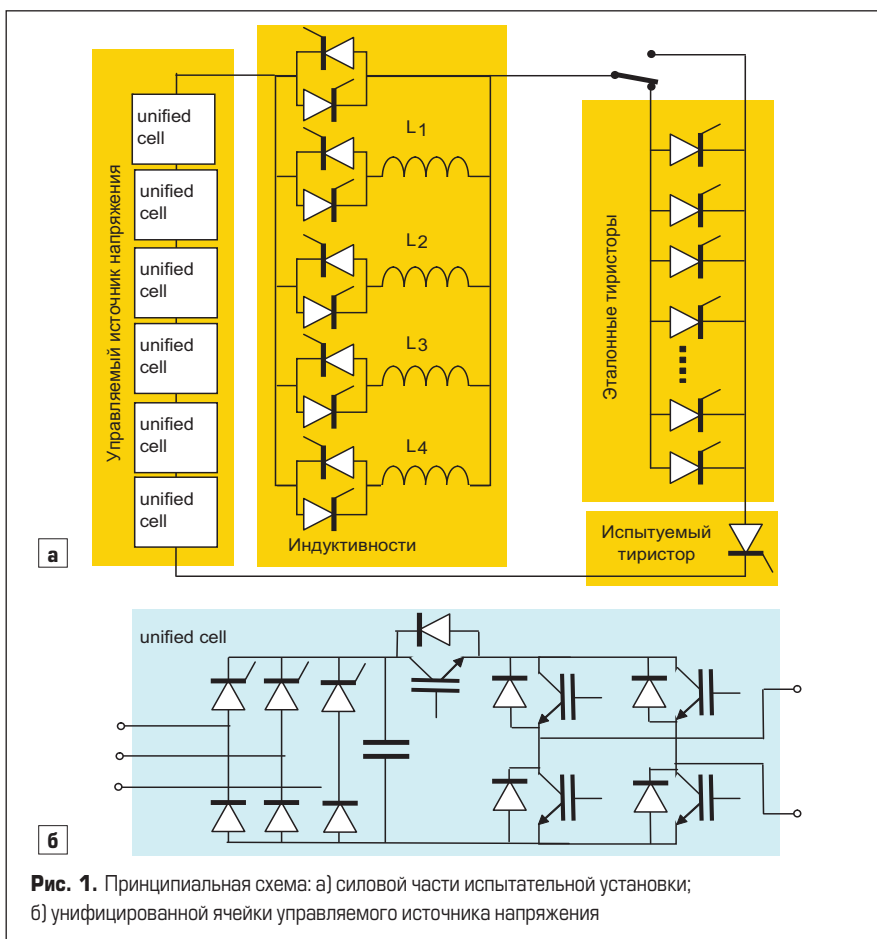 Управляемый источник напряжения
unified
cell
unified
cell
unified
cell
unified
cell
unified
cell
unified
cell
L1
L2
L3
L4
Индуктивности
Эталонные тиристоры
Испытуемый
тиристор
а
unified cell
б
Рис. 1. Принципиальная схема: а) силовой части испытательной установки;
б) унифицированной ячейки управляемого источника напряжения